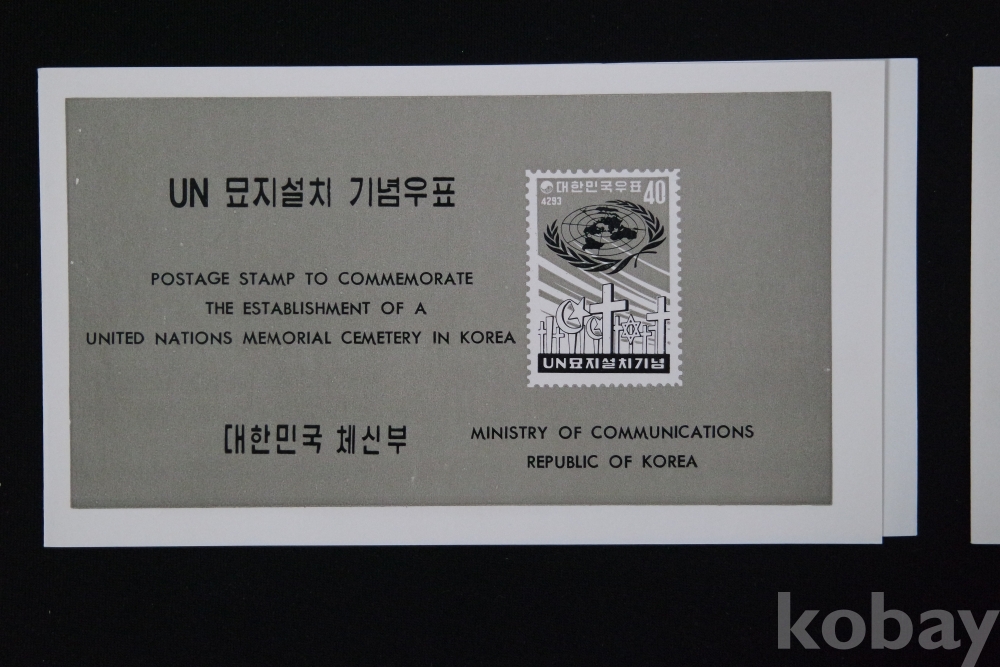 UN 묘지설치 기념우표
POSTAGE STAMP TO COMMEMORATE
THE ESTABLISHMENT OF A
UNITED NATIONS MEMORIAL CEMETERY IN KOREA
대한민국우표 40
4293
UN묘지설치기념
대한민국 체신부
MINISTRY OF COMMUNICATIONS
REPUBLIC OF KOREA
kobay